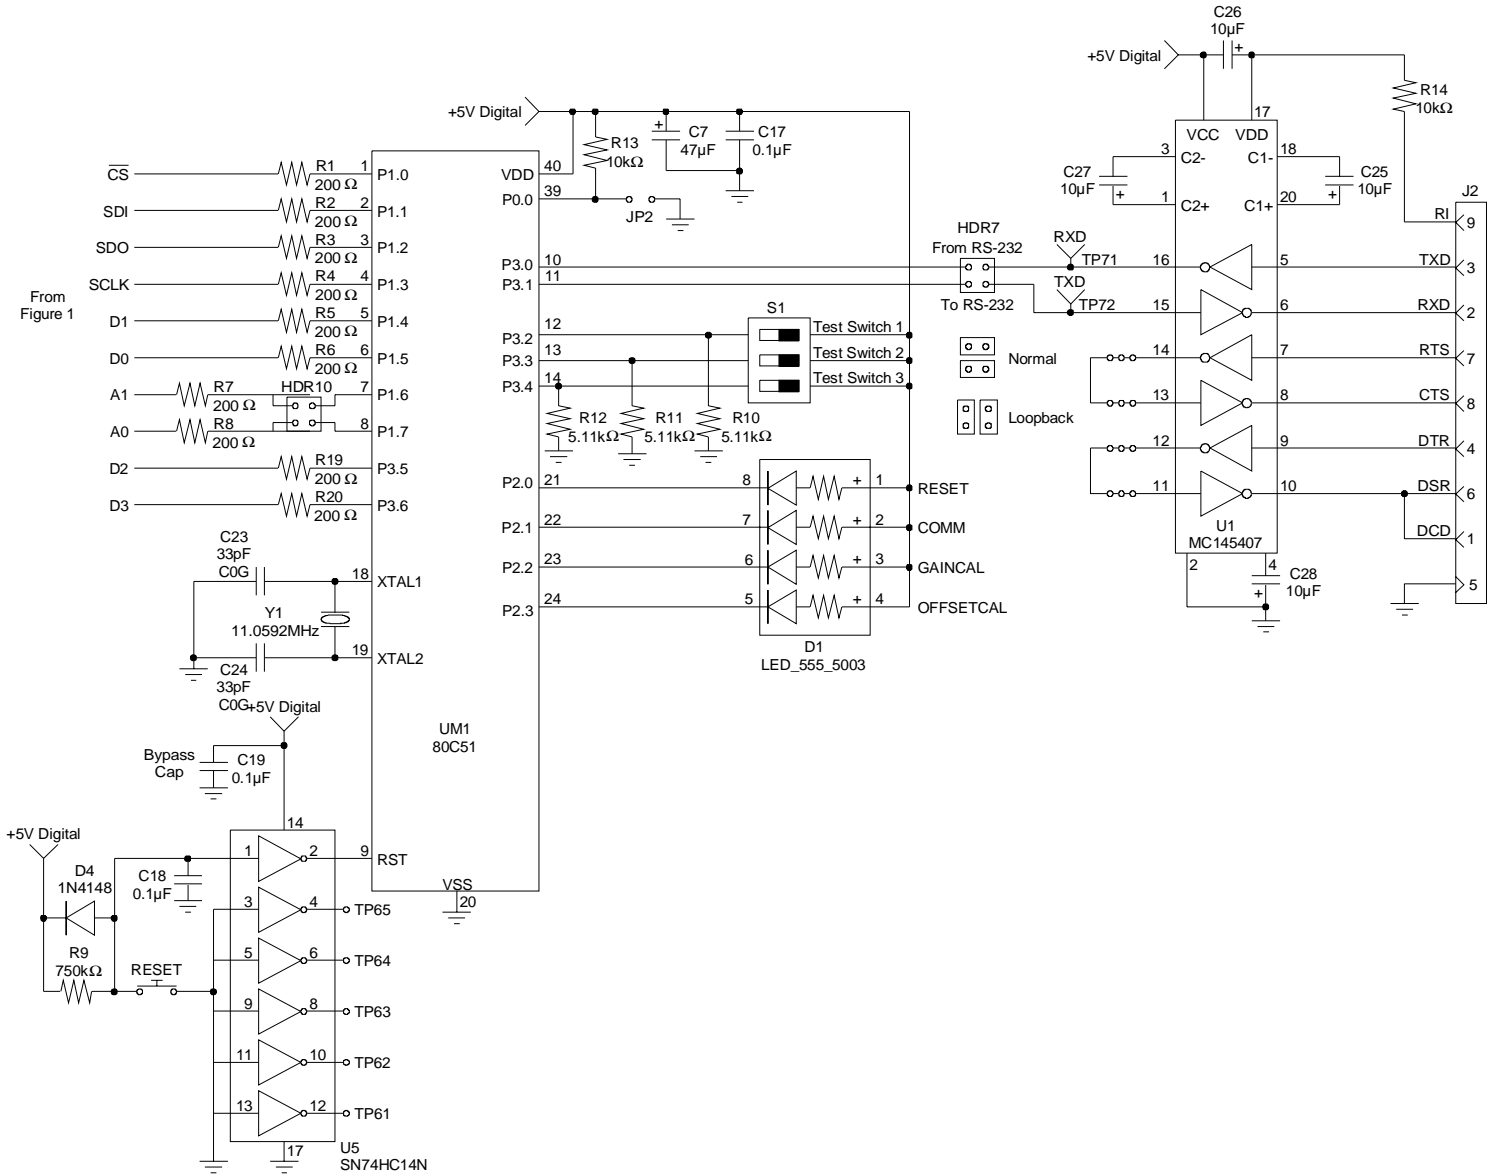 C26
10µF
+5V Digital
+
R14
10kΩ
17
VCC
VDD
3
C2-
C1-
18
C27
10µF
+
C25
10µF
+
1
C2+
C1+
20
J2
RI
9
+5V Digital
R13
10kΩ
+
C7
47µF
C17
0.1µF
VDD
40
P0.0
39
JP2
CS
R1
200 Ω
1
P1.0
SDI
R2
200 Ω
2
P1.1
SDO
R3
200 Ω
3
P1.2
SCLK
R4
200 Ω
4
P1.3
From
Figure 1
D1
R5
200 Ω
5
P1.4
D0
R6
200 Ω
6
P1.5
A1
R7
200 Ω
HDR10
7
P1.6
A0
R8
200 Ω
8
P1.7
D2
R19
200 Ω
P3.5
D3
R20
200 Ω
P3.6
HDR7
From RS-232
RXD
TP71
P3.0
10
P3.1
11
To RS-232
TXD
TP72
16
5
TXD
3
15
6
RXD
2
14
7
RTS
7
13
8
CTS
8
12
9
DTR
4
11
10
DSR
6
DCD
1
5
U1
MC145407
2
4
C28
10µF
+
S1
P3.2
12
Test Switch 1
P3.3
13
Test Switch 2
P3.4
14
Test Switch 3
R12
5.11kΩ
R11
5.11kΩ
R10
5.11kΩ
Normal
Loopback
P2.0
21
8
+
1
RESET
P2.1
22
7
+
2
COMM
P2.2
23
6
+
3
GAINCAL
P2.3
24
5
+
4
OFFSETCAL
D1
LED_555_5003
C23
33pF
C0G
18
XTAL1
Y1
11.0592MHz
19
XTAL2
C24
33pF
C0G
+5V Digital
UM1
80C51
Bypass
Cap
C19
0.1µF
14
+5V Digital
D4
1N4148
C18
0.1µF
1
2
9
RST
VSS
20
3
4
TP65
R9
750kΩ
RESET
5
6
TP64
9
8
TP63
11
10
TP62
13
12
TP61
17
U5
SN74HC14N